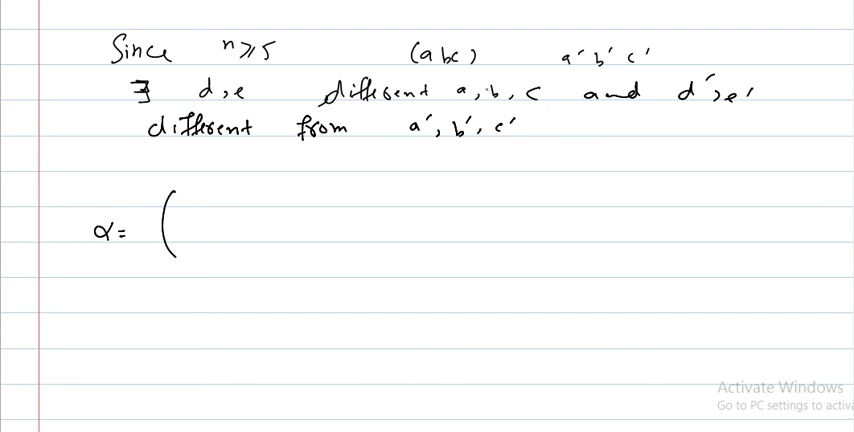 Since n ⩾ 5 (abc) a' b' c'
∃ d, e different a, b, c and d', e'
different from a', b', c'
α = (
Activate Windows
Go to PC settings to activa